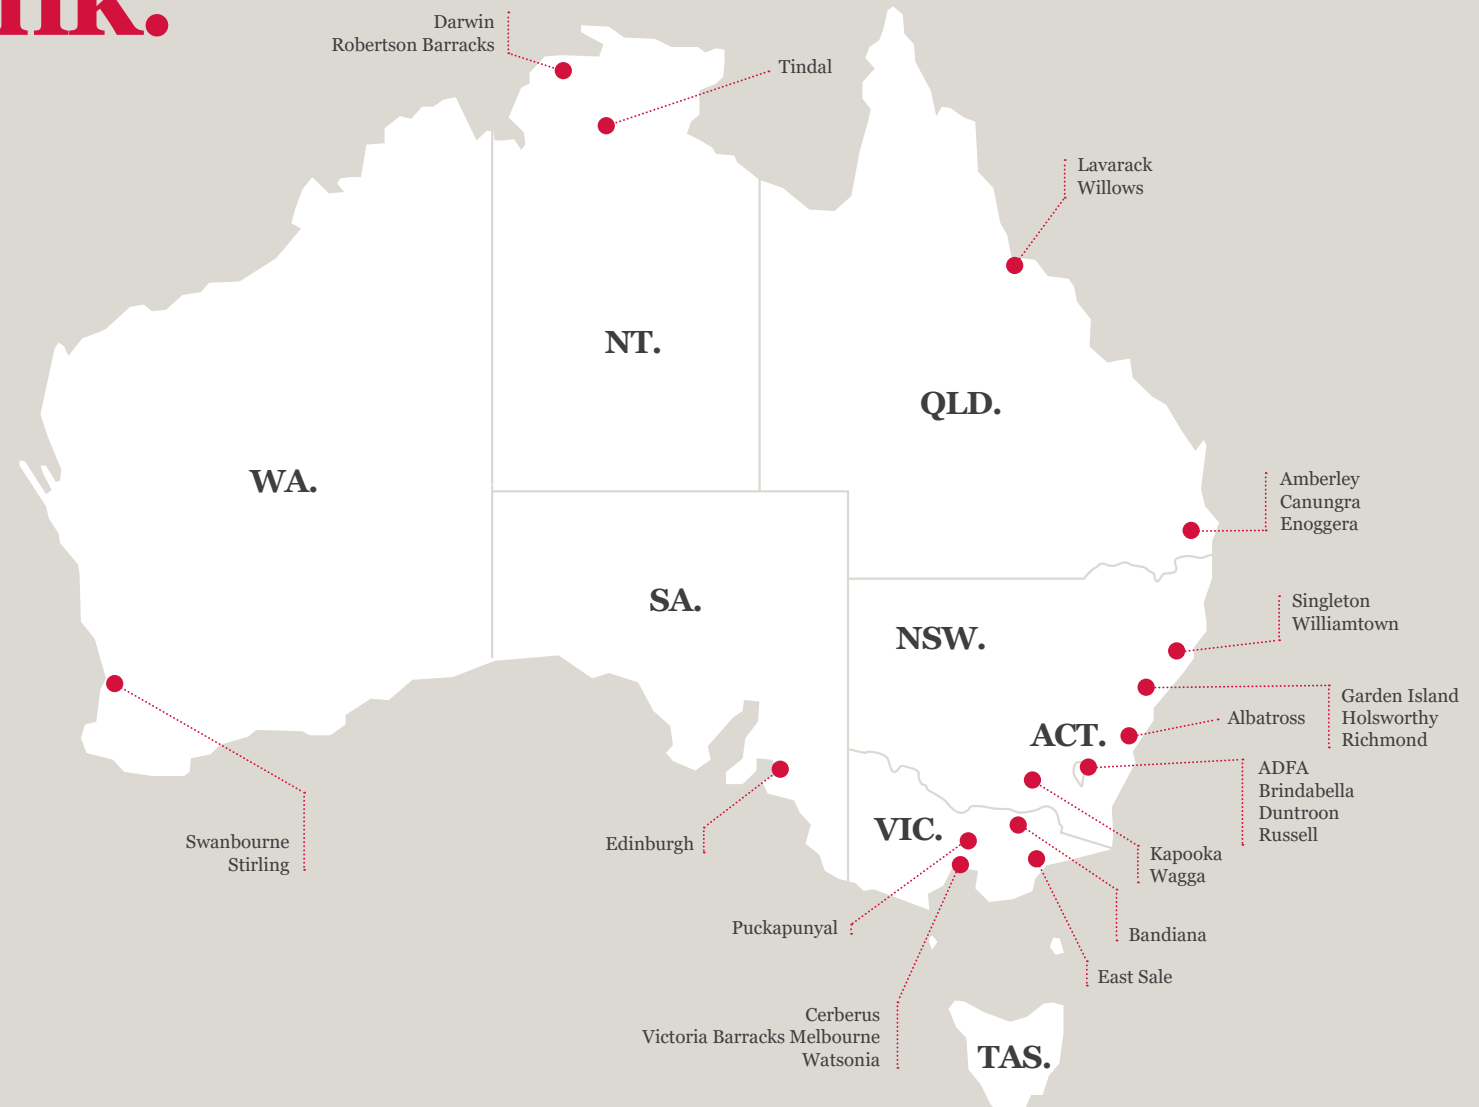 Darwin
Robertson Barracks
Tindal
Lavarack
Willows
NT.
QLD.
WA.
Amberley
Canungra
Enoggera
SA.
NSW.
Singleton
Williamtown
Garden Island
Holsworthy
Richmond
Albatross
ACT.
ADFA
Brindabella
Duntroon
Russell
Swanbourne
Stirling
Edinburgh
VIC.
Kapooka
Wagga
Puckapunyal
Bandiana
East Sale
Cerberus
Victoria Barracks Melbourne
Watsonia
TAS.